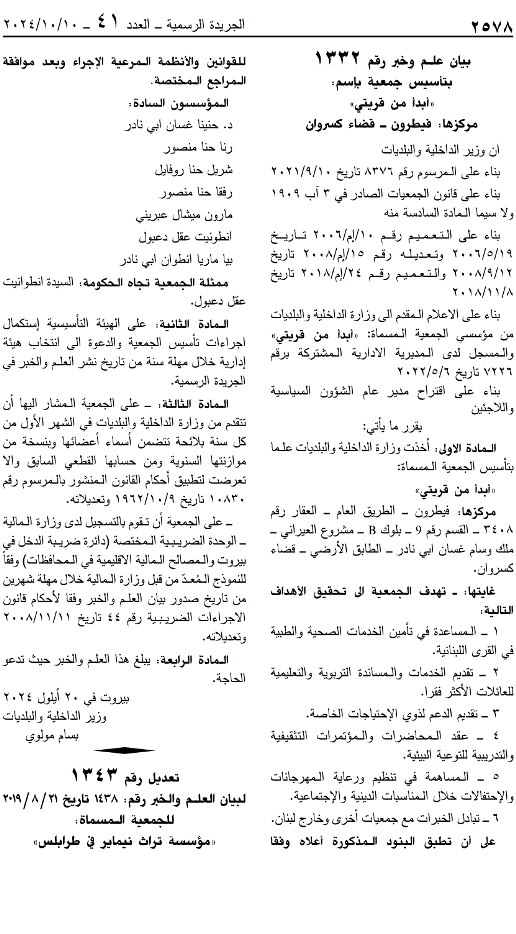 ٢٥٧٨
الجريدة الرسمية ــ العدد ٤١ ــ ٢٠٢٤/١٠/١٠
بيان علم وخبر رقم ١٣٣٢
بتأسيس جمعية بإسم:
«أبدأ من قريتي»
مركزها: فيطرون – قضاء كسروان
ان وزير الداخلية والبلديات
بناء على المرسوم رقم ٨٣٧٦ تاريخ ٢٠٢١/٩/١٠
بناء على قانون الجمعيات الصادر في ٣ آب ١٩٠٩
ولا سيما المادة السادسة منه
بناء على التعميم رقم ١٠/إم/٢٠٠٦ تاريخ
٢٠٠٦/٥/١٩ وتعديله رقم ١٥/إم/٢٠٠٨ تاريخ
٢٠٠٨/٩/١٢ والتعميم رقم ٢٤/إم/٢٠١٨ تاريخ
٢٠١٨/١١/٨
بناء على الاعلام المقدم الى وزارة الداخلية والبلديات
من مؤسسي الجمعية المسماة: «أبدأ من قريتي»
والمسجل لدى المديرية الادارية المشتركة برقم
٧٢٢٦ تاريخ ٢٠٢٢/٥/٦
بناء على اقتراح مدير عام الشؤون السياسية
واللاجئين
يقرر ما يأتي:
المادة الاولى: أخذت وزارة الداخلية والبلديات علما
بتأسيس الجمعية المسماة:
«أبدأ من قريتي»
مركزها: فيطرون – الطريق العام – العقار رقم
٣٤٠٨ – القسم رقم 9 – بلوك B – مشروع العيراني –
ملك وسام غسان أبي نادر – الطابق الأرضي – قضاء
كسروان.
غايتها: – تهدف الجمعية الى تحقيق الأهداف
التالية:
١ – المساعدة في تأمين الخدمات الصحية والطبية
في القرى اللبنانية.
٢ – تقديم الخدمات والمساندة التربوية والتعليمية
للعائلات الأكثر فقرا.
٣ – تقديم الدعم لذوي الإحتياجات الخاصة.
٤ – عقد المحاضرات والمؤتمرات التثقيفية
والتدريبية للتوعية البيئية.
٥ – المساهمة في تنظيم ورعاية المهرجانات
والإحتفالات خلال المناسبات الدينية والإجتماعية.
٦ – تبادل الخبرات مع جمعيات أخرى وخارج لبنان.
على أن تطبق البنود المذكورة أعلاه وفقا
للقوانين والأنظمة المرعية الإجراء وبعد موافقة
المراجع المختصة.
المؤسسون السادة:
د. حنينا غسان ابي نادر
رنا حنا منصور
شربل حنا روفايل
رفقا حنا منصور
مارون ميشال عبريني
انطونيت عقل دعبول
بيا ماريا انطوان ابي نادر
ممثلة الجمعية تجاه الحكومة: السيدة انطوانيت
عقل دعبول.
المادة الثانية: على الهيئة التأسيسية إستكمال
اجراءات تأسيس الجمعية والدعوة الى انتخاب هيئة
إدارية خلال مهلة سنة من تاريخ نشر العلم والخبر في
الجريدة الرسمية.
المادة الثالثة: – على الجمعية المشار اليها أن
تتقدم من وزارة الداخلية والبلديات في الشهر الأول من
كل سنة بلائحة تتضمن أسماء أعضائها وبنسخة من
موازنتها السنوية ومن حسابها القطعي السابق والا
تعرضت لتطبيق أحكام القانون المنشور بالمرسوم رقم
١٠٨٣٠ تاريخ ١٩٦٢/١٠/٩ وتعديلاته.
– على الجمعية أن تقوم بالتسجيل لدى وزارة المالية
– الوحدة الضريبية المختصة (دائرة ضريبة الدخل في
بيروت والمصالح المالية الاقليمية في المحافظات) وفقاً
للنموذج المُعدّ من قبل وزارة المالية خلال مهلة شهرين
من تاريخ صدور بيان العلم والخبر وفقا لأحكام قانون
الاجراءات الضريبية رقم ٤٤ تاريخ ٢٠٠٨/١١/١١
وتعديلاته.
المادة الرابعة: يبلغ هذا العلم والخبر حيث تدعو
الحاجة.
بيروت في ٢٠ أيلول ٢٠٢٤
وزير الداخلية والبلديات
بسام مولوي
تعديل رقم ١٣٤٣
لبيان العلم والخبر رقم: ١٤٣٨ تاريخ ٢٠١٩/٨/٢١
للجمعية المسماة:
«مؤسسة تراث نيماير في طرابلس»